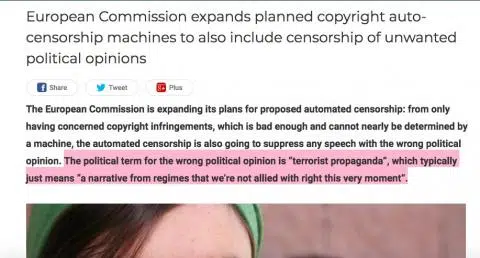 European Commission expands planned copyright auto-
censorship machines to also include censorship of unwanted
political opinions
Share Tweet Plus
The European Commission is expanding its plans for proposed automated censorship: from only
having concerned copyright infringements, which is bad enough and cannot nearly be determined by
a machine, the automated censorship is also going to suppress any speech with the wrong political
opinion. The political term for the wrong political opinion is “terrorist propaganda”, which typically
just means “a narrative from regimes that we're not allied with right this very moment”.